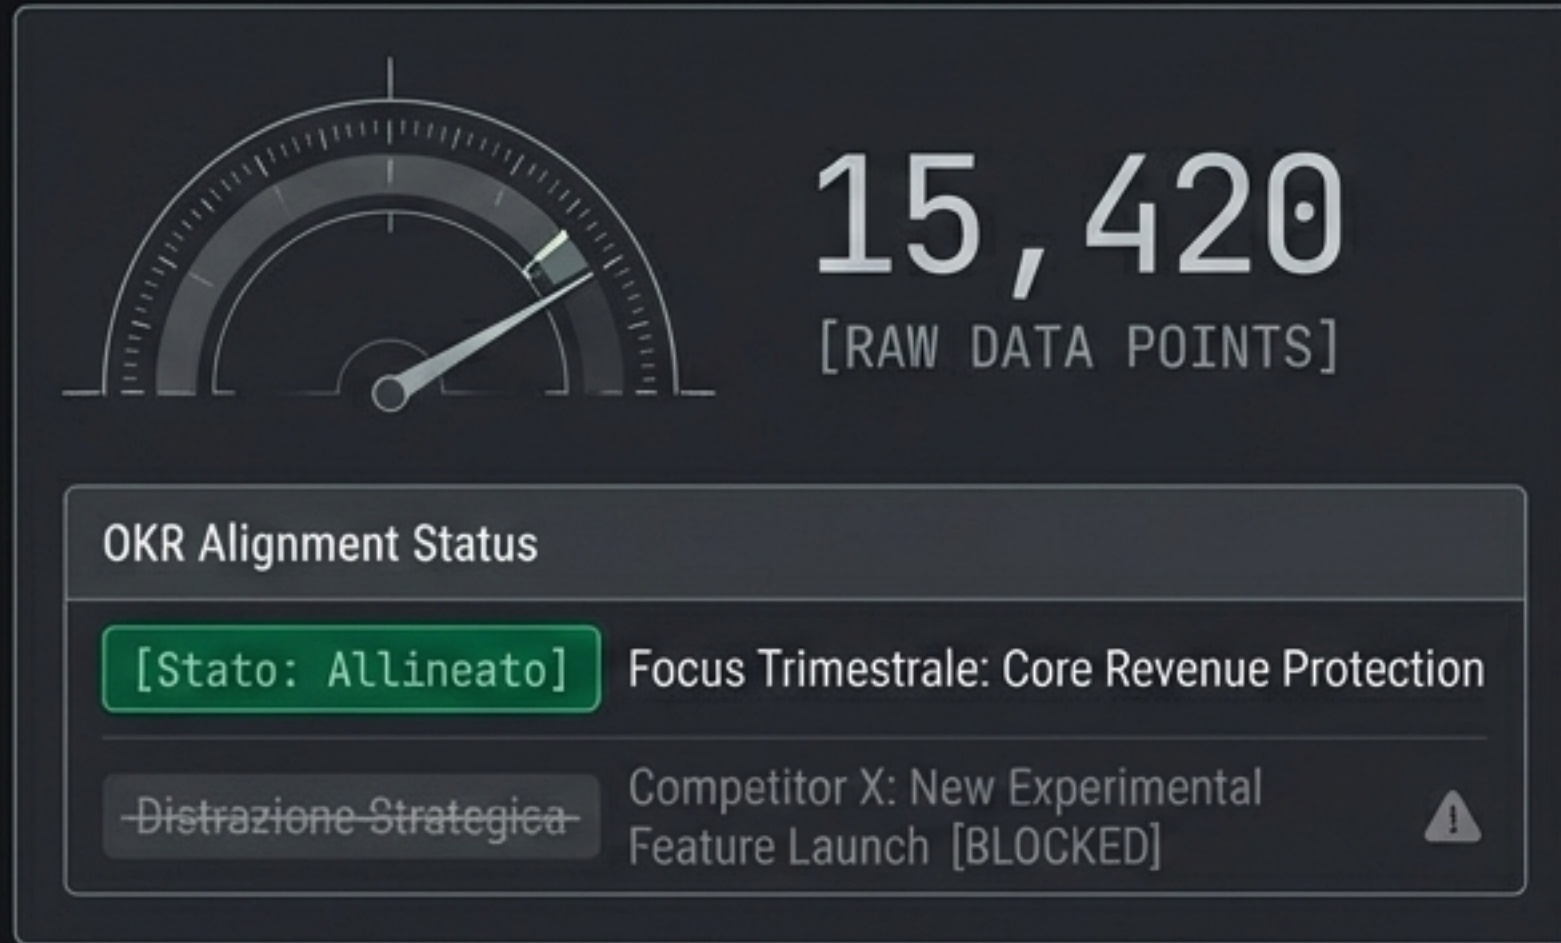 15,420
[RAW DATA POINTS]
OKR Alignment Status
[Stato: Allineato] Focus Trimestrale: Core Revenue Protection
Distrazione Strategica
Competitor X: New Experimental
Feature Launch [BLOCKED]